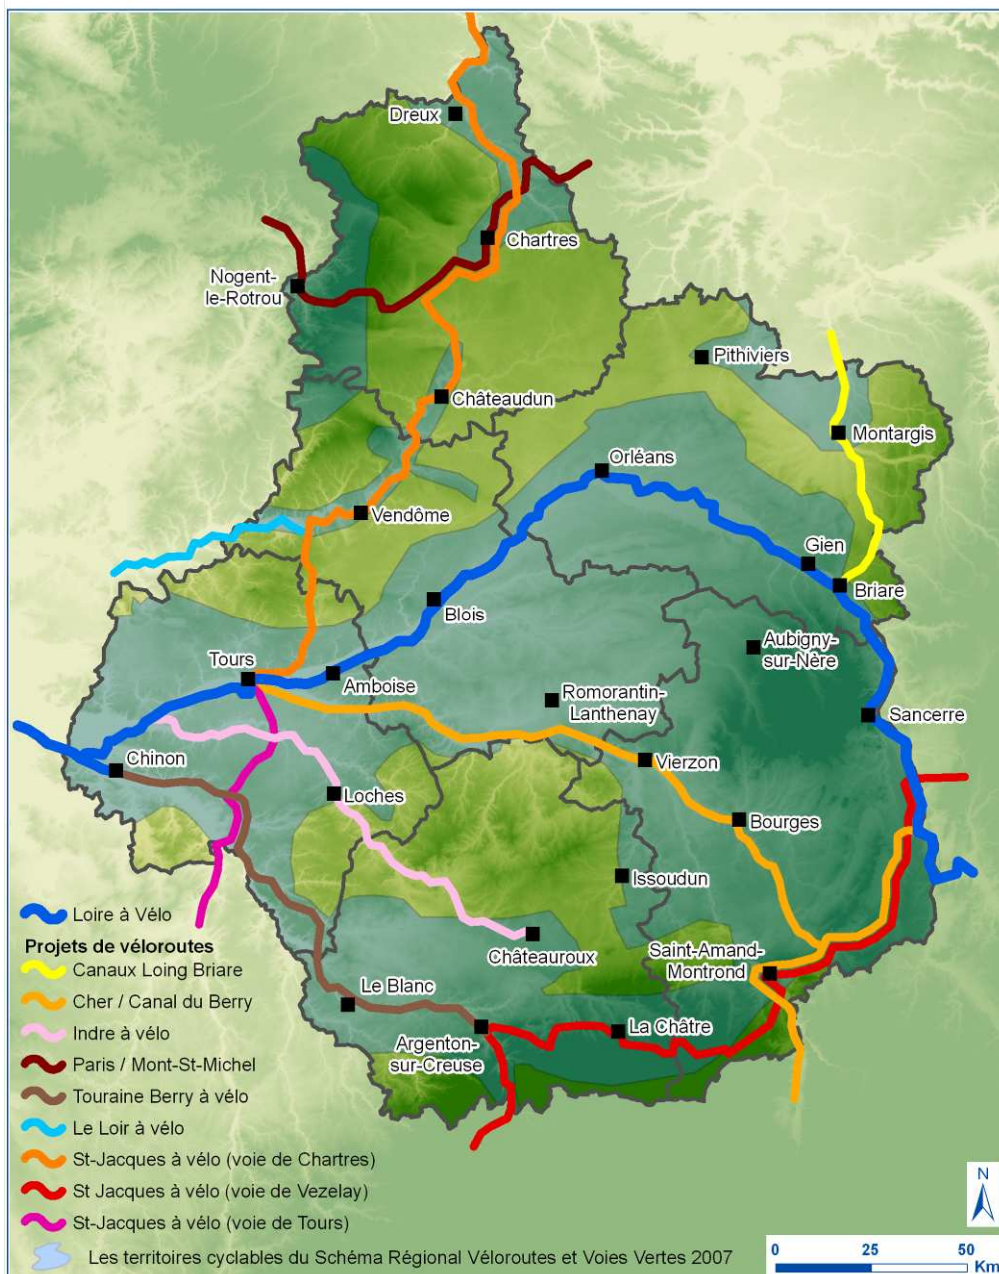 Dreux
Chartres
Nogent-
le-Rotrou
Pithiviers
Châteaudun
Montargis
Orléans
Vendôme
Gien
Briare
Blois
Aubigny-
sur-Nère
Tours
Amboise
Romorantin-
Lanthenay
Sancerre
Chinon
Vierzon
Loches
Bourges
Issoudun
Châteauroux
Saint-Amand-
Montrond
Le Blanc
La Châtre
Argenton-
sur-Creuse
Loire à Vélo
Projets de véloroutes
Canaux Loing Briare
Cher / Canal du Berry
Indre à vélo
Paris / Mont-St-Michel
Touraine Berry à vélo
Le Loir à vélo
St-Jacques à vélo (voie de Chartres)
St Jacques à vélo (voie de Vezelay)
St-Jacques à vélo (voie de Tours)
Les territoires cyclables du Schéma Régional Véloroutes et Voies Vertes 2007
N
0 25 50
Km